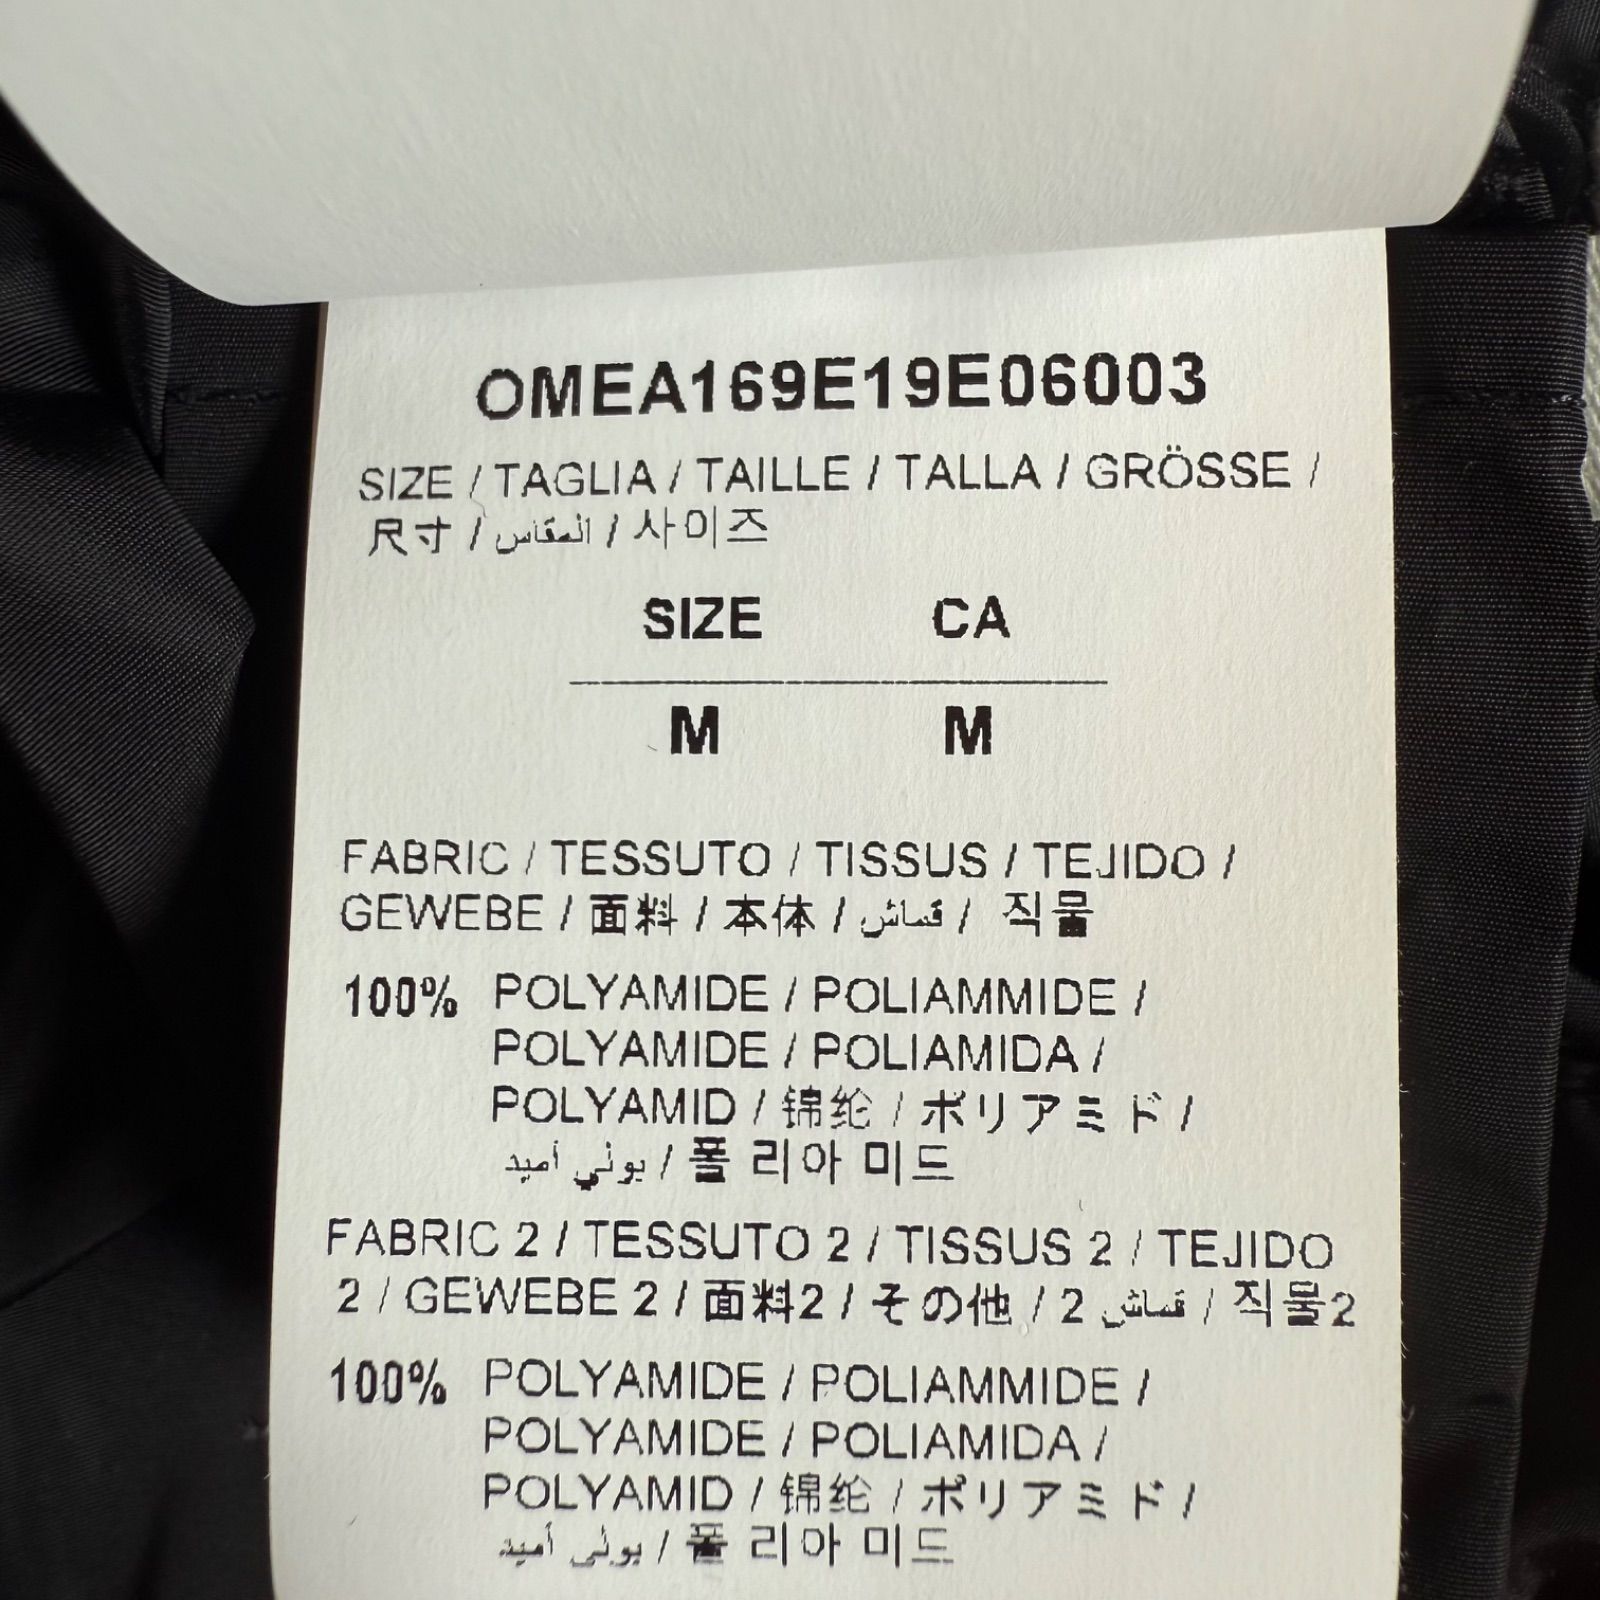 OMEA169E19E06003
SIZE / TAGLIA / TAILLE / TALLA / GRÖSSE /
尺寸 / المقاس / 사이즈
SIZE CA
M M
FABRIC / TESSUTO / TISSUS / TEJIDO /
GEWEBE / 面料 / 本体 / قماش / 직물
100% POLYAMIDE / POLIAMMIDE /
POLYAMIDE / POLIAMIDA /
POLYAMID / 锦纶 / ポリアミド /
بولي أميد / 폴리아미드
FABRIC 2 / TESSUTO 2 / TISSUS 2 / TEJIDO
2 / GEWEBE 2 / 面料2 / その他 / 2 قماش / 직물2
100% POLYAMIDE / POLIAMMIDE /
POLYAMIDE / POLIAMIDA /
POLYAMID / 锦纶 / ポリアミド /
بولي أميد / 폴리아미드